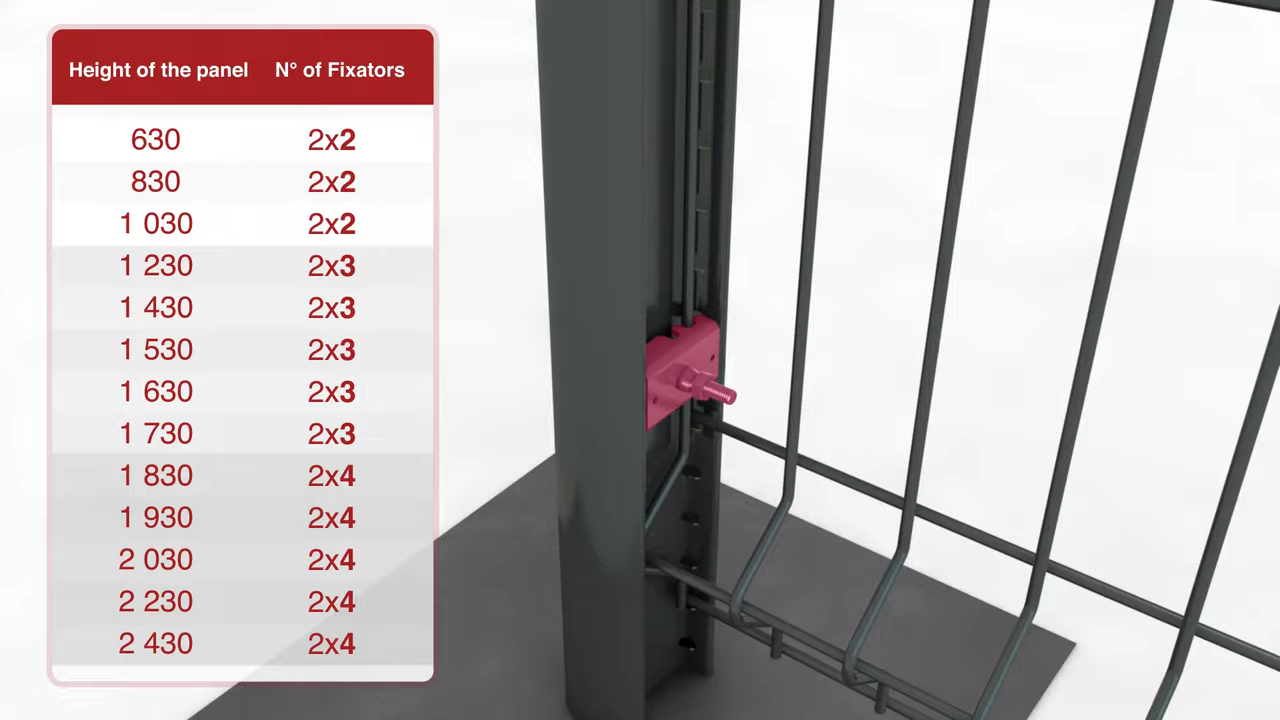 Height of the panel N° of Fixators
630 2x2
830 2x2
1 030 2x2
1 230 2x3
1 430 2x3
1 530 2x3
1 630 2x3
1 730 2x3
1 830 2x4
1 930 2x4
2 030 2x4
2 230 2x4
2 430 2x4